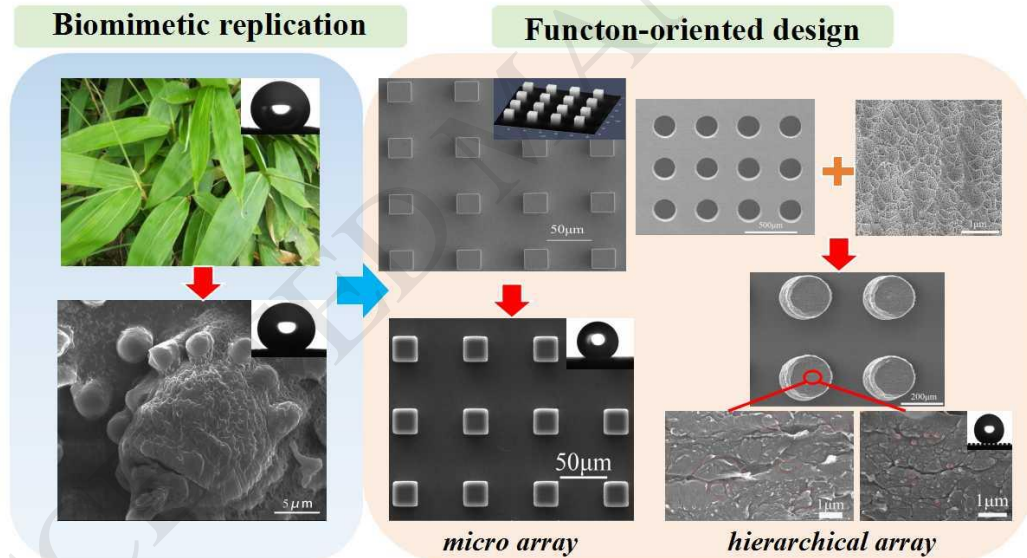 Biomimetic replication
Functon-oriented design
50μm
500μm
1μm
5μm
50μm
200μm
1μm
1μm
micro array
hierarchical array